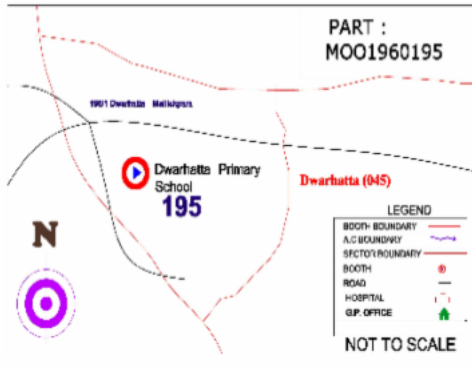 PART :
MOO1960195
1901 Dwarhatta
Dwarhatta Primary
School
195
Dwarhatta (045)
N
LEGEND
BOOTH BOUNDARY
A.C BOUNDARY
SECTOR BOUNDARY
BOOTH
ROAD
HOSPITAL
G.P. OFFICE
NOT TO SCALE